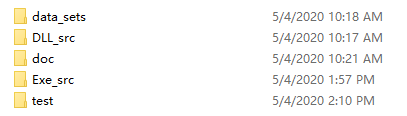 data_sets 5/4/2020 10:18 AM
DLL_src 5/4/2020 10:17 AM
doc 5/4/2020 10:21 AM
Exe_src 5/4/2020 1:57 PM
test 5/4/2020 2:10 PM